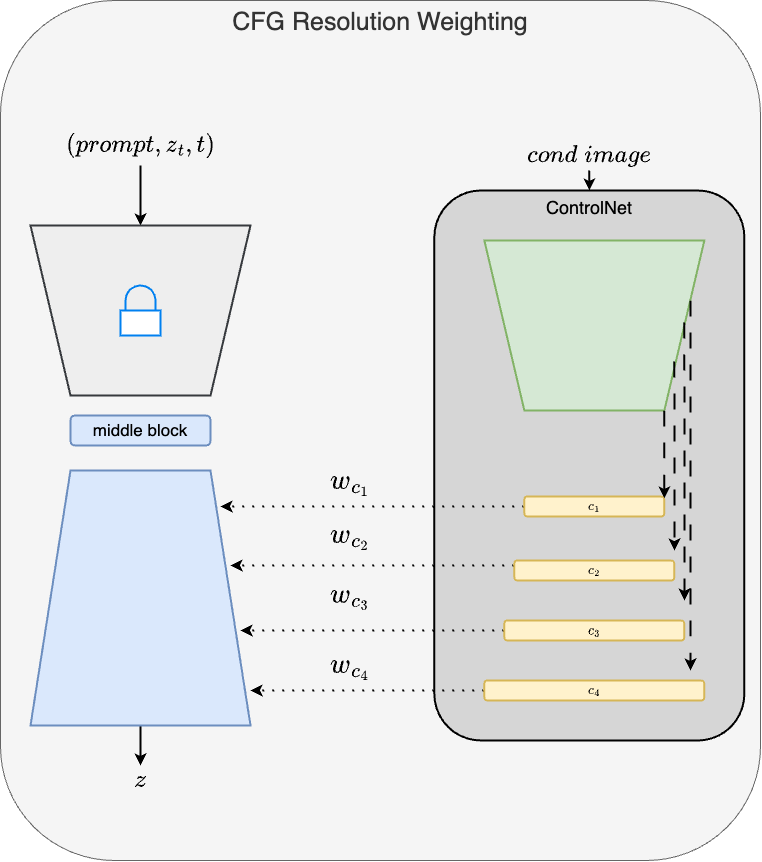 CFG Resolution Weighting
(prompt, z_t, t)
cond image
ControlNet
middle block
w_{c_1}
c_1
w_{c_2}
c_2
w_{c_3}
c_3
w_{c_4}
c_4
z